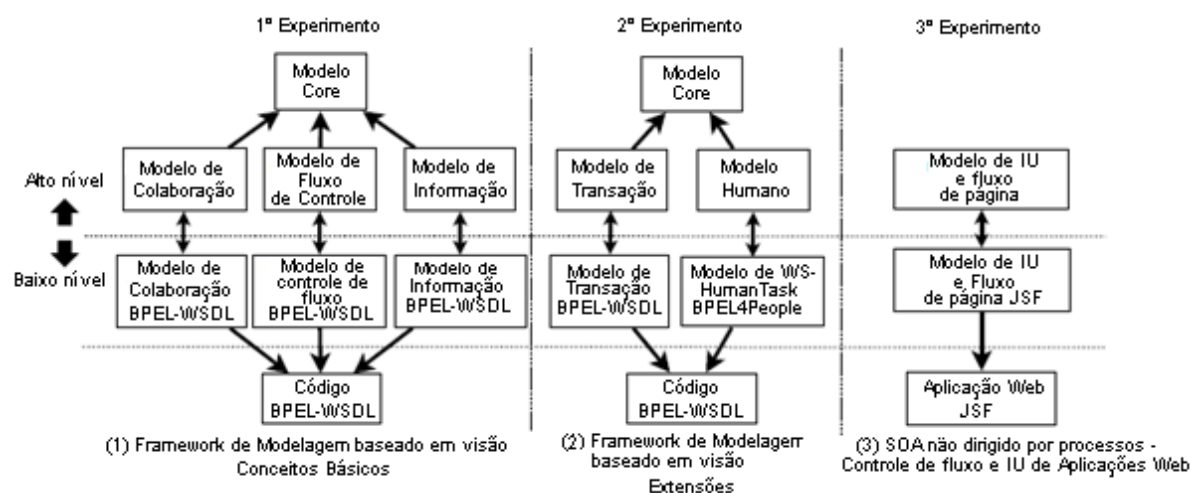 1º Experimento
2º Experimento
3º Experimento
Modelo
Core
Modelo
Core
Alto nível
Baixo nível
Modelo de
Colaboração
Modelo de
Fluxo
de Controle
Modelo de
Informação
Modelo de
Transação
Modelo
Humano
Modelo de IU
e fluxo
de página
Modelo de
Colaboração
BPEL-WSDL
Modelo de
controle de
fluxo
BPEL-WSDL
Modelo de
Informação
BPEL-WSDL
Modelo de
Transação
BPEL-WSDL
Modelo de WS-
HumanTask
BPEL4People
Modelo de IU
e Fluxo
de página JSF
Código
BPEL-WSDL
Código
BPEL-WSDL
Aplicação Web
JSF
(1) Framework de Modelagem baseado em visão
Conceitos Básicos
(2) Framework de Modelagem
baseado em visão
Extensões
(3) SOA não dirigido por processos -
Controle de fluxo e IU de Aplicações Web